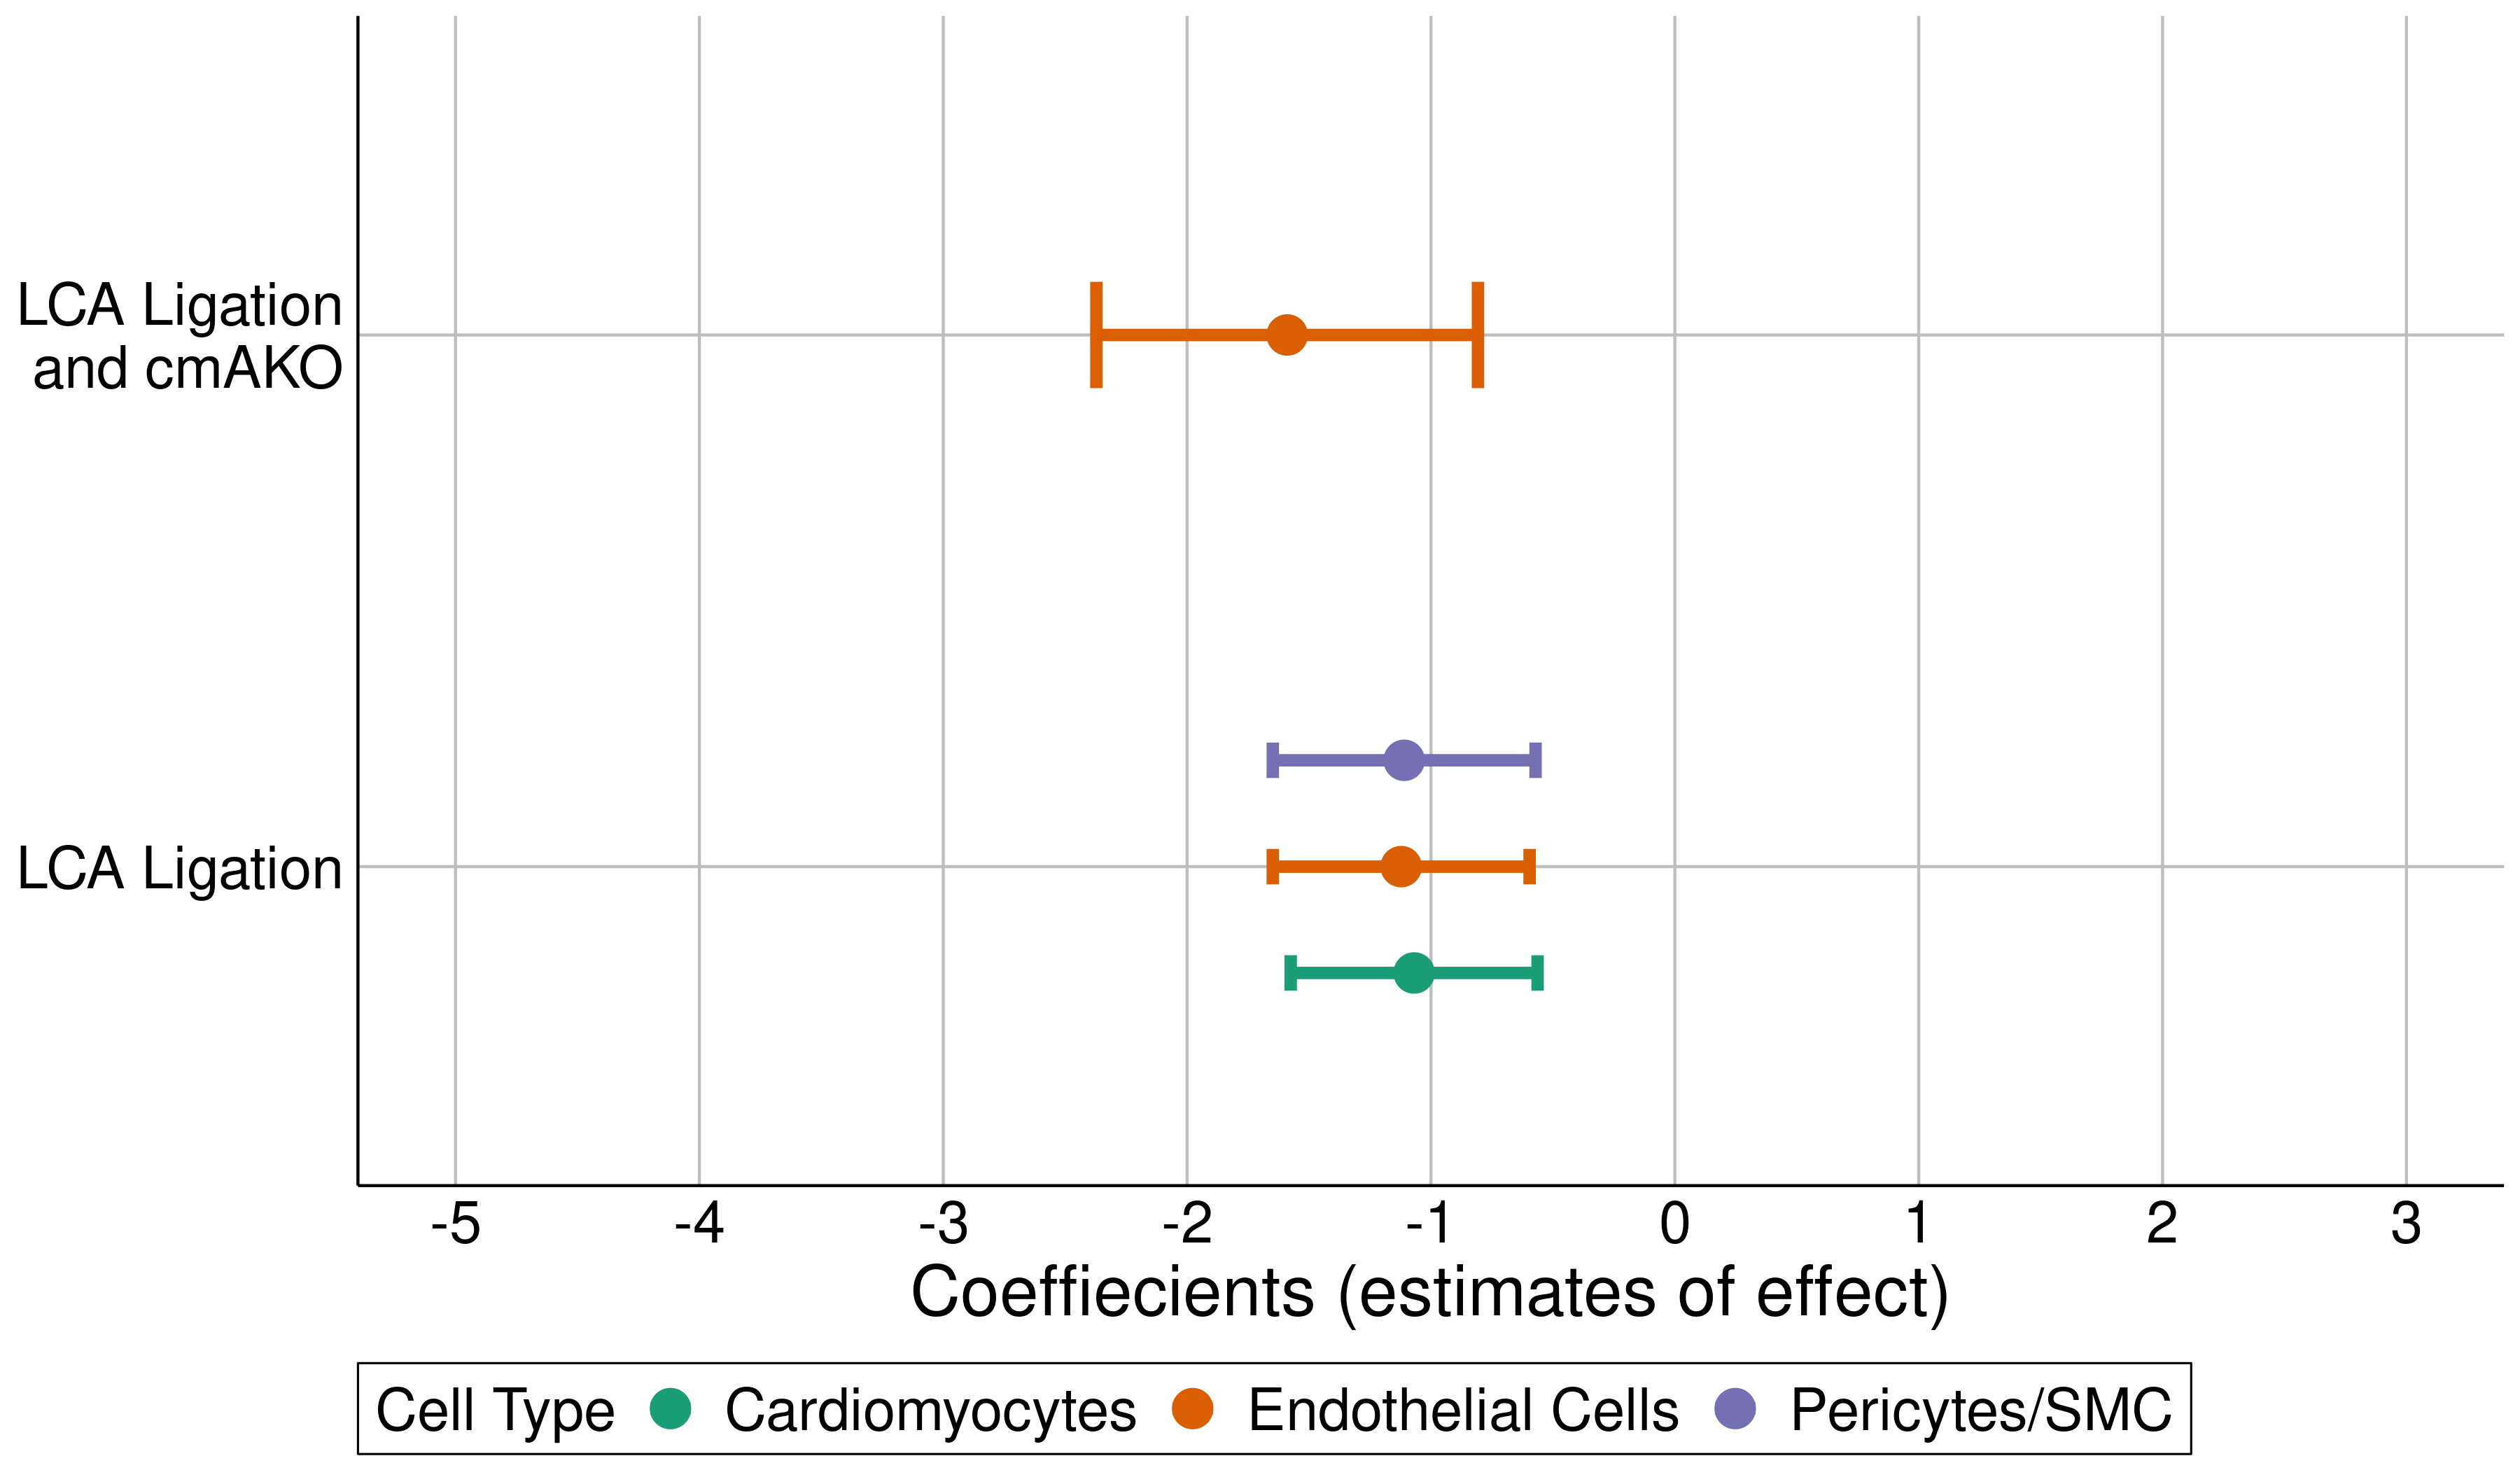 LCA Ligation
and cmAKO
LCA Ligation
-5 -4 -3 -2 -1 0 1 2 3
Coeffiecients (estimates of effect)
Cell Type Cardiomyocytes Endothelial Cells Pericytes/SMC